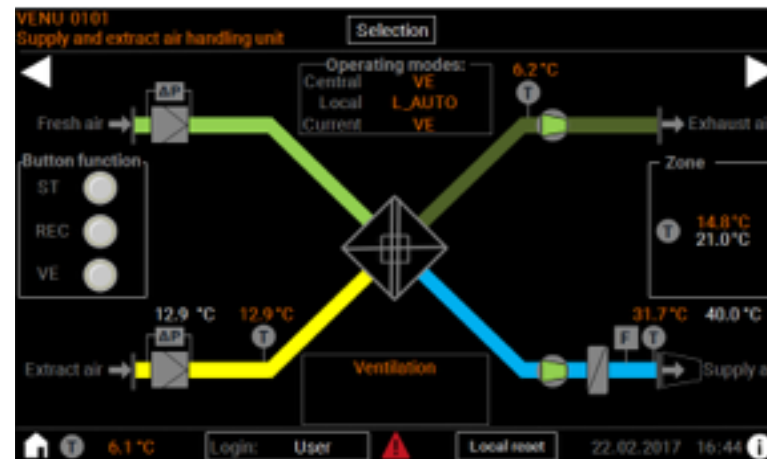 VENU 0101
Supply and extract air handling unit
Selection
Operating modes:
Central VE
Local L_AUTO
Current VE
6.2°C
T
ΔP
Fresh air
Exhaust ai
Button function
ST
REC
VE
Zone
T
14.8°C
21.0°C
12.9 °C
12.9°C
ΔP
T
31.7°C
40.0°C
F
T
Extract air
Ventilation
Supply a
T
6.1°C
Login: User
Local reset
22.02.2017 16:44
i